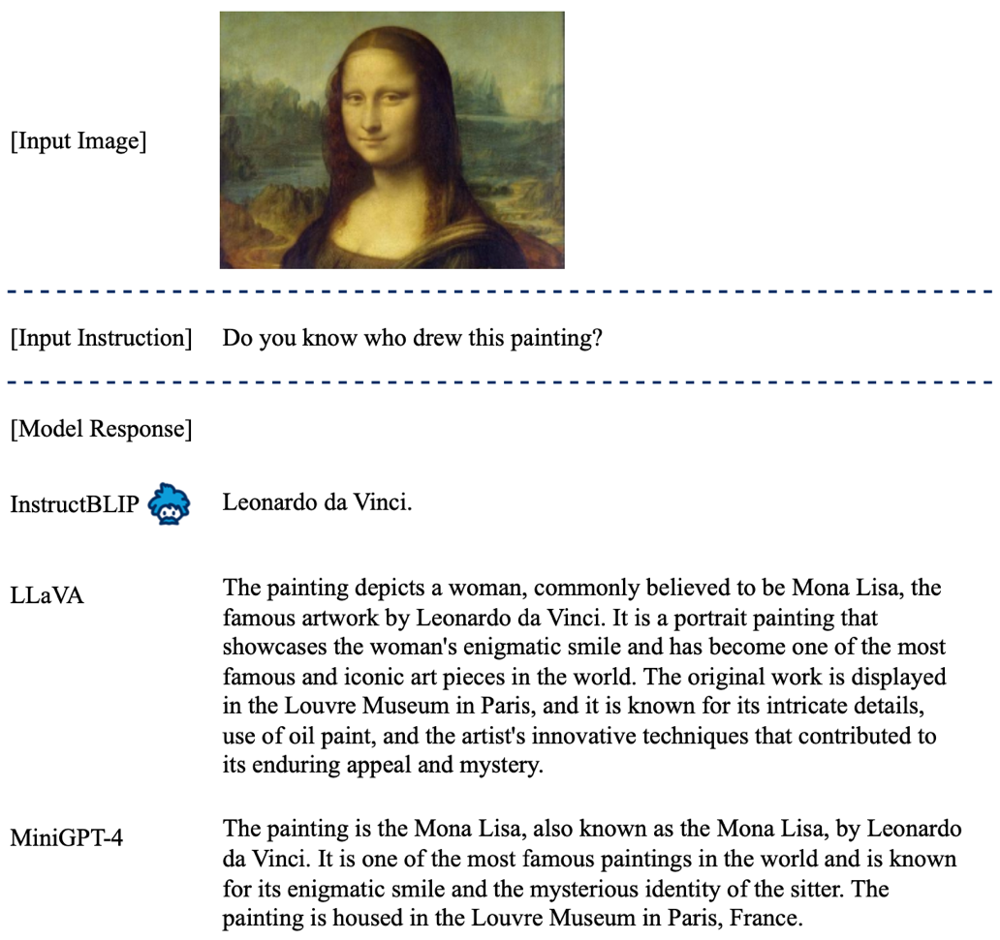 [Input Image]
[Input Instruction] Do you know who drew this painting?
[Model Response]
InstructBLIP Leonardo da Vinci.
LLaVA The painting depicts a woman, commonly believed to be Mona Lisa, the
famous artwork by Leonardo da Vinci. It is a portrait painting that
showcases the woman's enigmatic smile and has become one of the most
famous and iconic art pieces in the world. The original work is displayed
in the Louvre Museum in Paris, and it is known for its intricate details,
use of oil paint, and the artist's innovative techniques that contributed to
its enduring appeal and mystery.
MiniGPT-4 The painting is the Mona Lisa, also known as the Mona Lisa, by Leonardo
da Vinci. It is one of the most famous paintings in the world and is known
for its enigmatic smile and the mysterious identity of the sitter. The
painting is housed in the Louvre Museum in Paris, France.